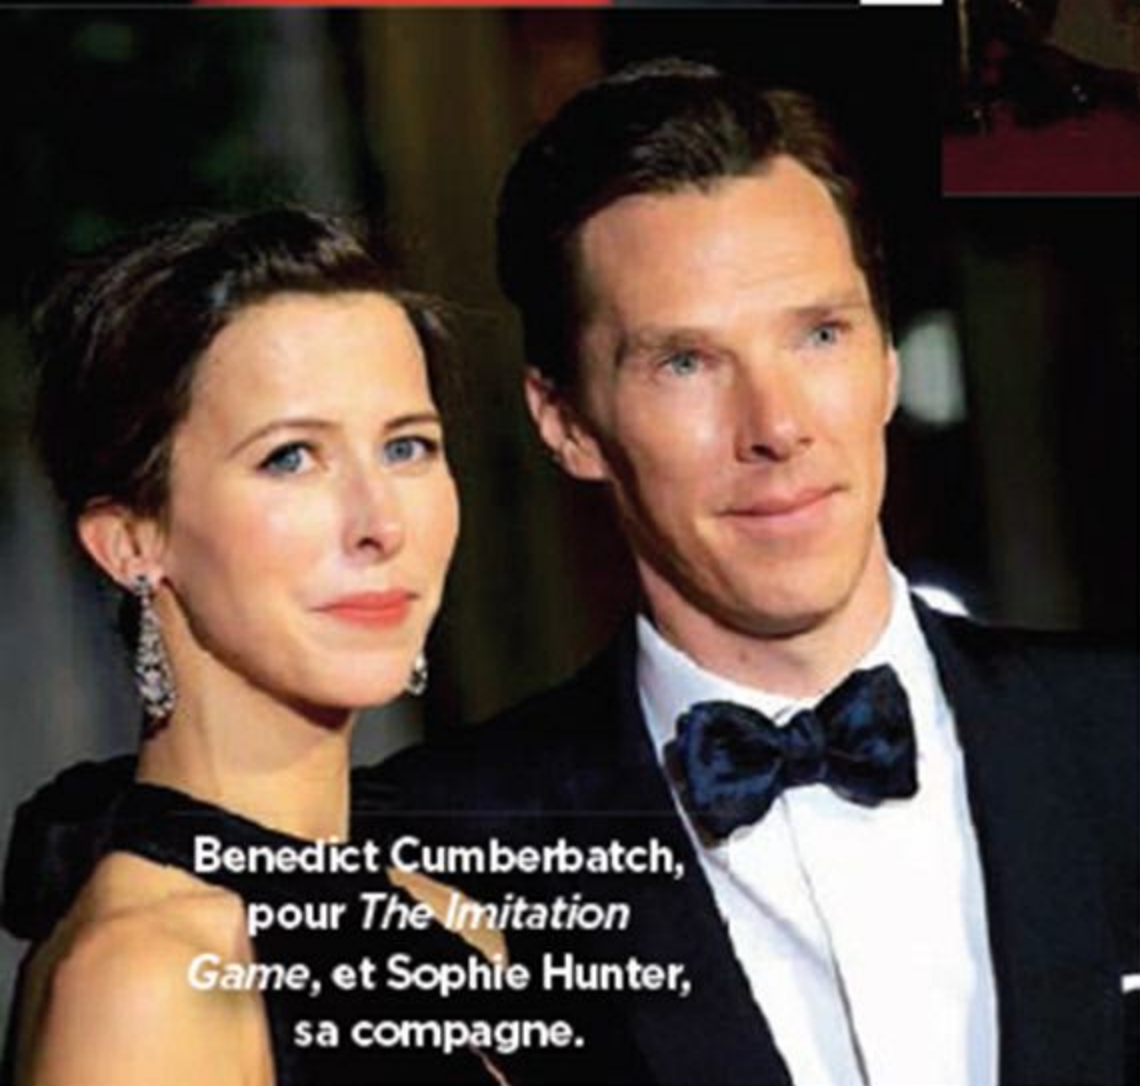 Benedict Cumberbatch,
pour The Imitation
Game, et Sophie Hunter,
sa compagne.